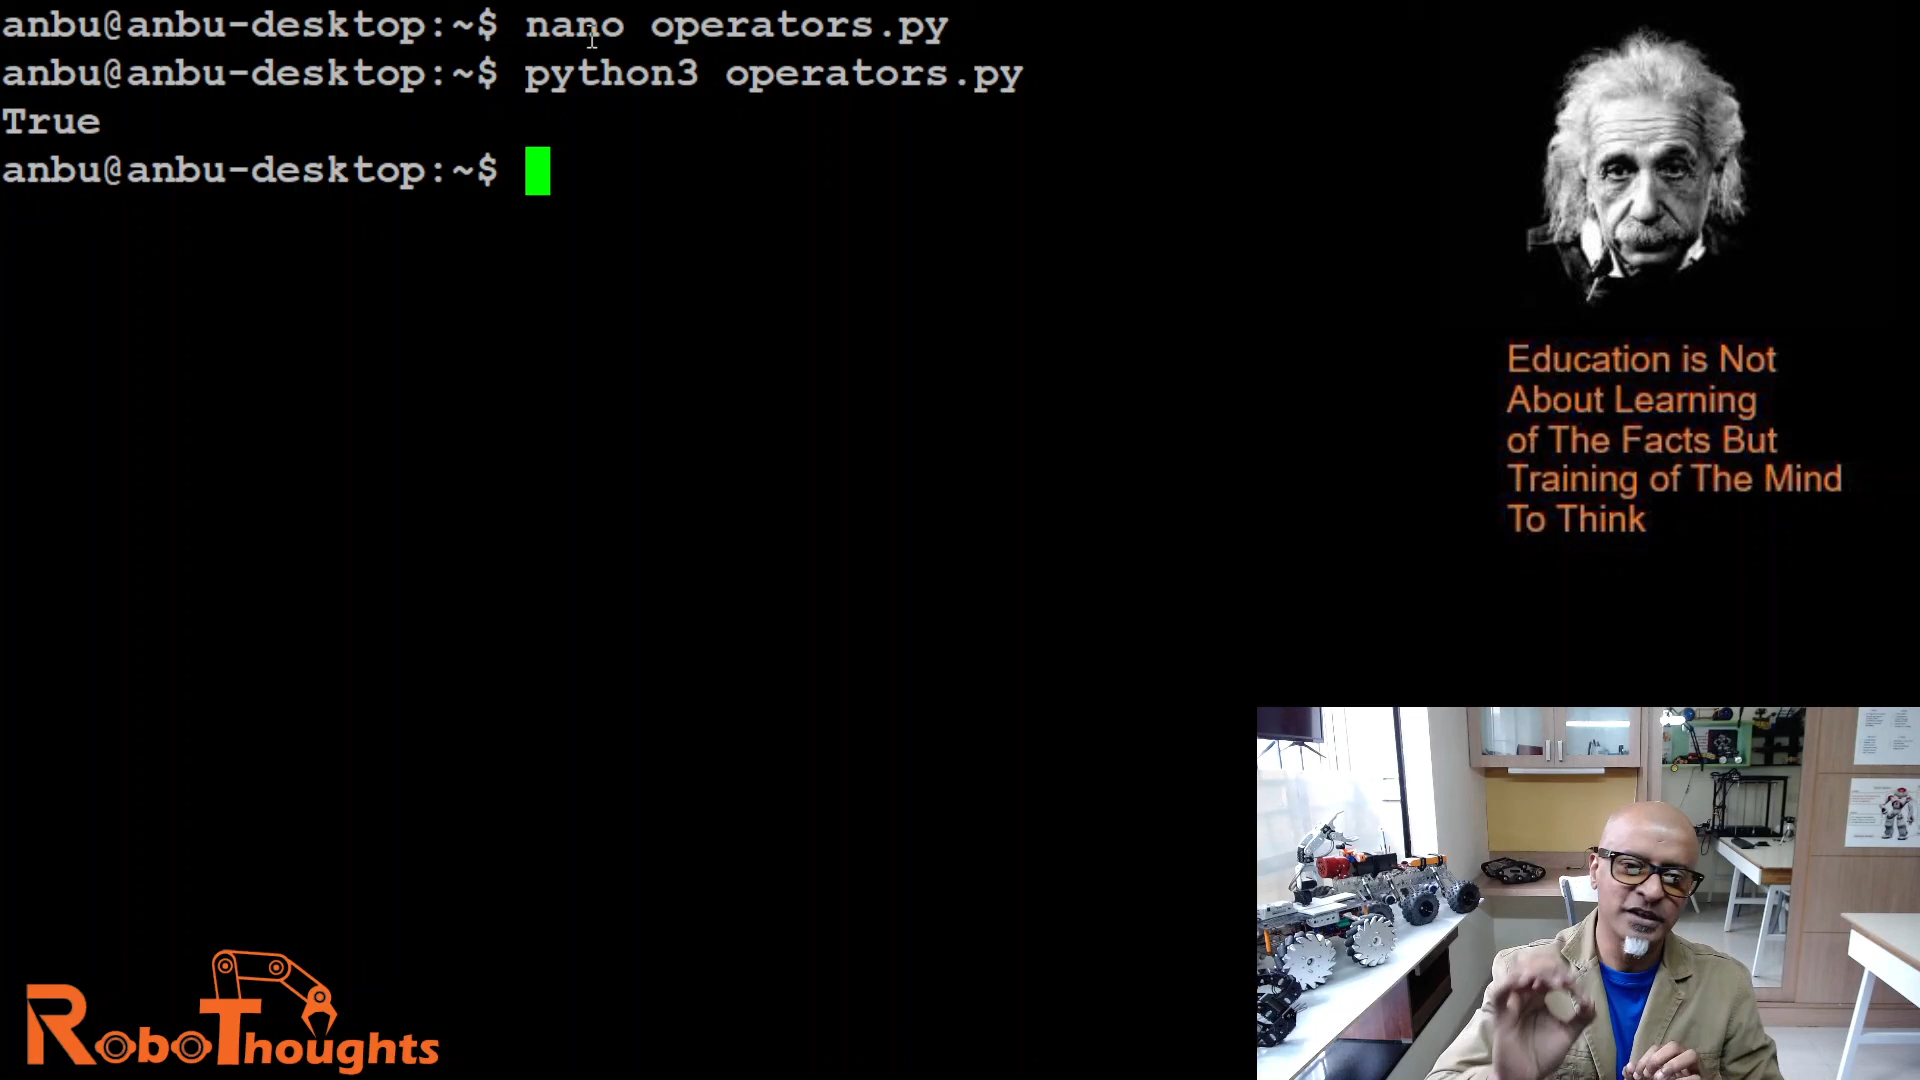 anbu@anbu-desktop:~$ nano operators.py
anbu@anbu-desktop:~$ python3 operators.py
True
anbu@anbu-desktop:~$
Education is Not
About Learning
of The Facts But
Training of The Mind
To Think
RoboThoughts